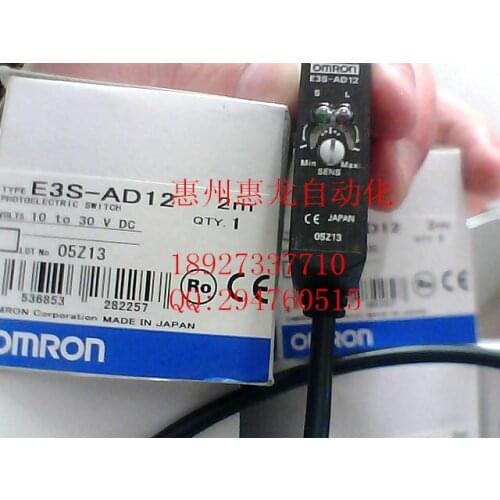 OMRON
E3S-AD12
S L
Min Max.
SENS
CE JAPAN
05Z13
TYPE E3S-AD12 2m
PHOTOELECTRIC SWITCH
QTY. 1
VOLTS 10 to 30 V DC
LOT No 05Z13
536853 282257
Ro CE
OMRON Corporation MADE IN JAPAN
OMRON
惠州惠龙自动化
18927337710
QQ:294760515
AD12 2m